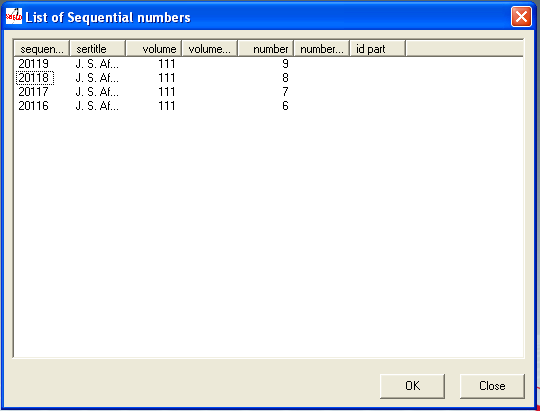 List of Sequential numbers
sequen... sertitle volume volume... number number... id part
20119 J. S. Af... 111 9
20118 J. S. Af... 111 8
20117 J. S. Af... 111 7
20116 J. S. Af... 111 6
OK Close